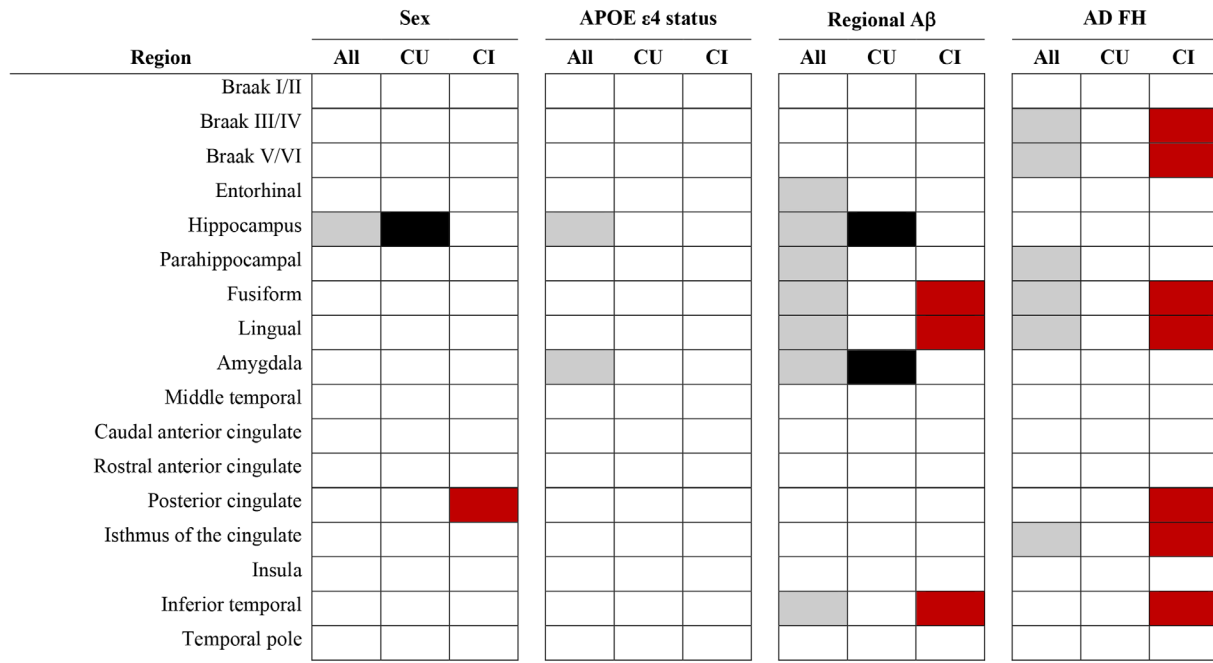 Sex APOE ε4 status Regional Aβ AD FH
Region All CU CI All CU CI All CU CI All CU CI
Braak I/II
Braak III/IV
Braak V/VI
Entorhinal
Hippocampus
Parahippocampal
Fusiform
Lingual
Amygdala
Middle temporal
Caudal anterior cingulate
Rostral anterior cingulate
Posterior cingulate
Isthmus of the cingulate
Insula
Inferior temporal
Temporal pole